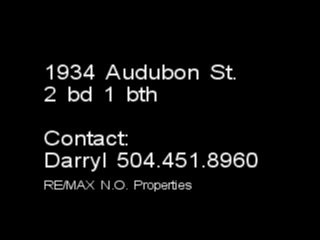 1934 Audubon St.
2 bd 1 bth
Contact:
Darryl 504.451.8960
RE/MAX N.O. Properties